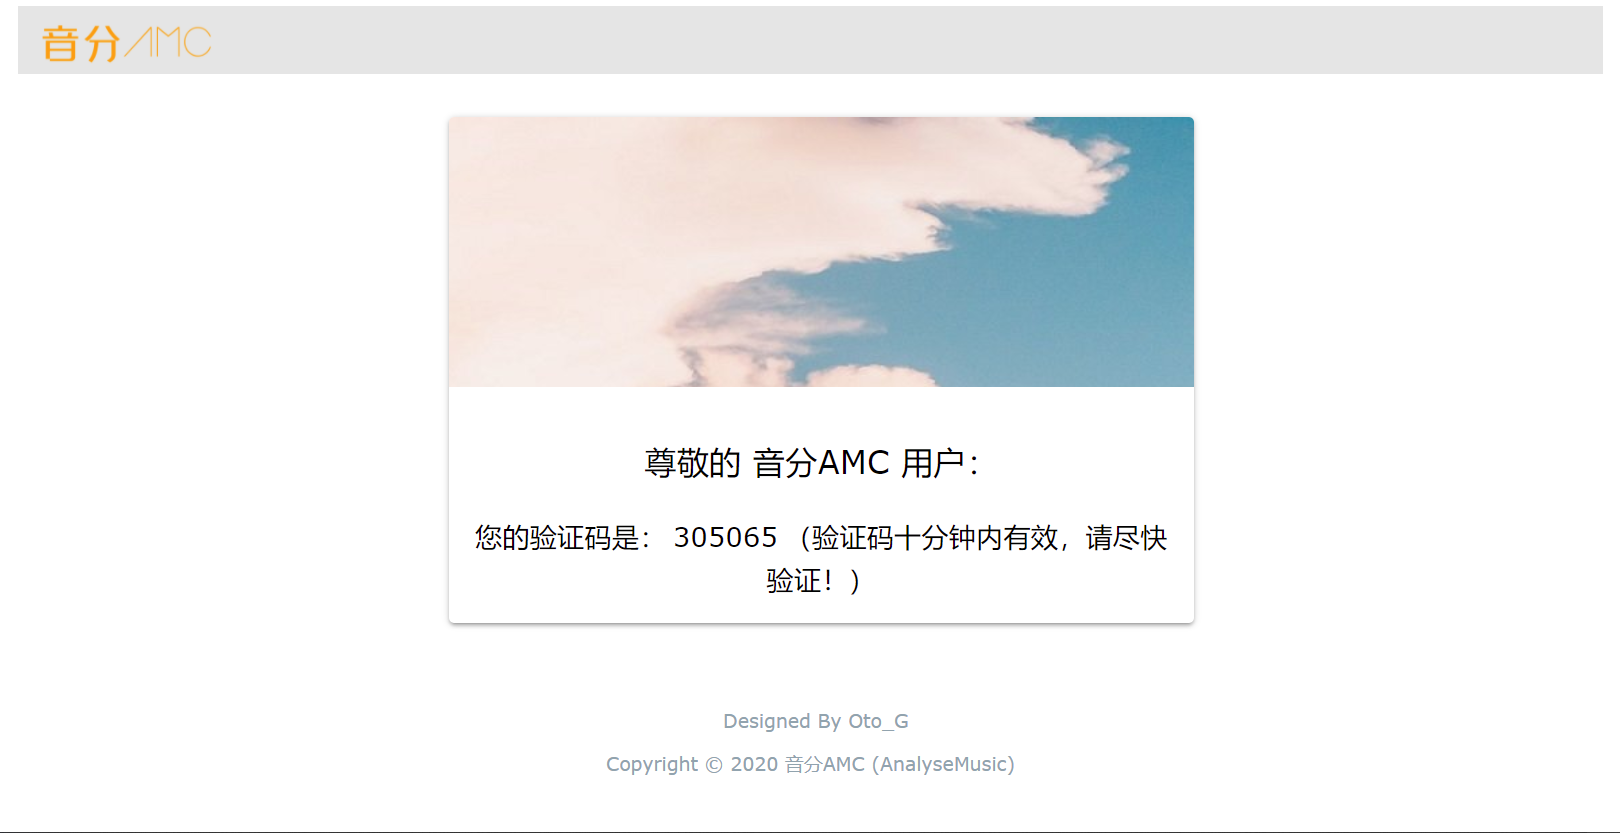 音分AMC
尊敬的 音分AMC 用户：
您的验证码是： 305065 （验证码十分钟内有效，请尽快
验证！）
Designed By Oto_G
Copyright © 2020 音分AMC (AnalyseMusic)